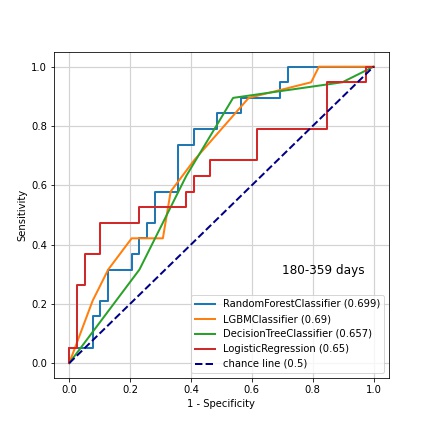 1.0
0.8
0.6
0.4
0.2
0.0
Sensitivity
180-359 days
RandomForestClassifier (0.699)
LGBMClassifier (0.69)
DecisionTreeClassifier (0.657)
LogisticRegression (0.65)
chance line (0.5)
0.0 0.2 0.4 0.6 0.8 1.0
1 - Specificity